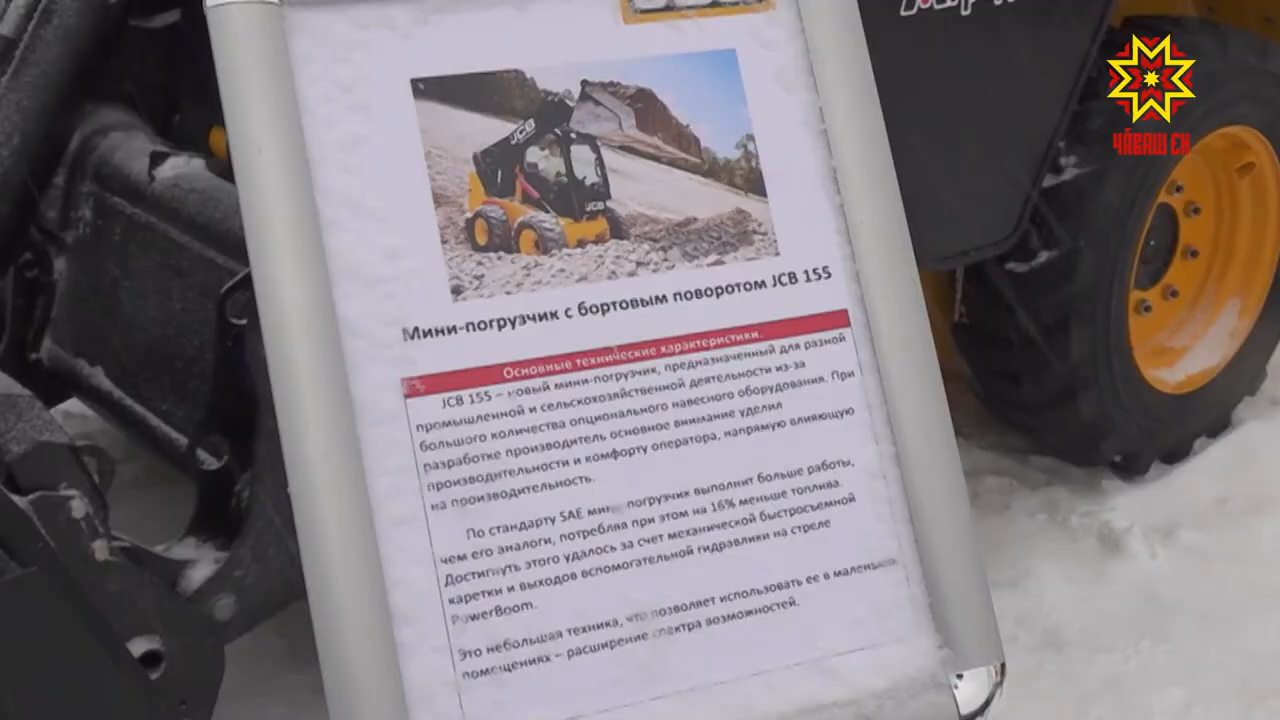 ЧĂВАШ ЕН
JCB
JCB
Мини-погрузчик с бортовым поворотом JCB 155
Основные технические характеристики.
JCB 155 – новый мини-погрузчик, предназначенный для разной
промышленной и сельскохозяйственной деятельности из-за
большого количества опционального навесного оборудования. При
разработке производитель основное внимание уделил
производительности и комфорту оператора, напрямую влияющую
на производительность.
По стандарту SAE мини погрузчик выполнит больше работы,
чем его аналоги, потребляя при этом на 16% меньше топлива.
Достигнуть этого удалось за счет механической быстросъемной
каретки и выходов вспомогательной гидравлики на стреле
PowerBoom.
Это небольшая техника, что позволяет использовать ее в маленьких
помещениях – расширение спектра возможностей.